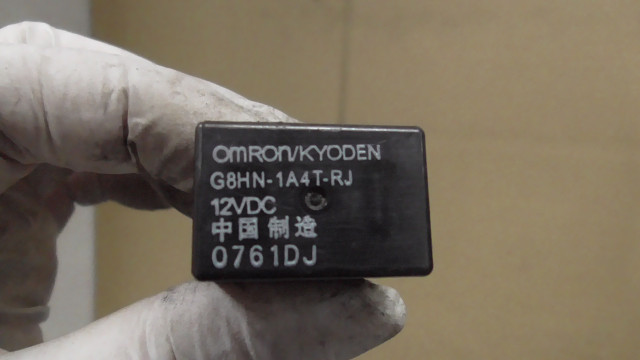 OMRON/KYODEN
G8HN-1A4T-RJ
12VDC
中国 制造
0761DJ